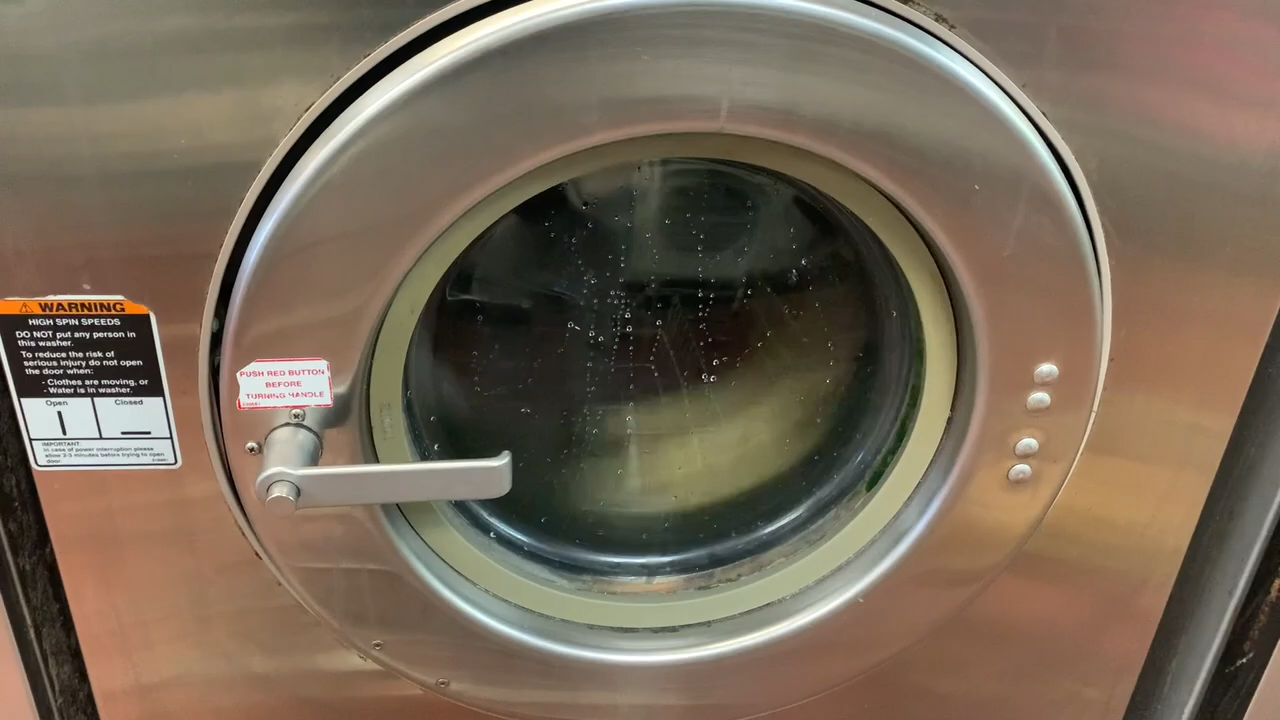 WARNING
HIGH SPIN SPEEDS
DO NOT put any person in
this washer.
To reduce the risk of
serious injury do not open
the door when:
- Clothes are moving, or
- Water is in washer.
Open Closed
IMPORTANT:
In case of power interruption please
allow 2-3 minutes before trying to open
door.
PUSH RED BUTTON
BEFORE
TURNING HANDLE